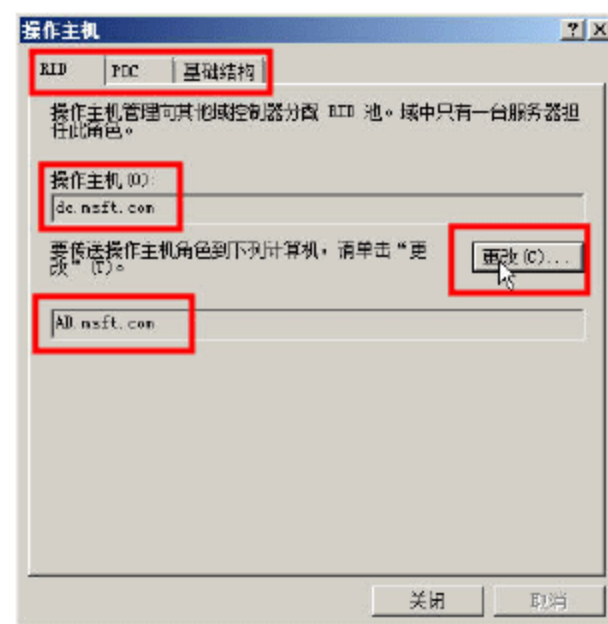 操作主机
RID PDC 基础结构
操作主机管理向其他域控制器分配 RID 池。域中只有一台服务器担
任此角色。
操作主机(O):
dc.msft.com
要传送操作主机角色到下列计算机，请单击“更
改”(T)。
更改(C)...
AD.msft.com
关闭 取消